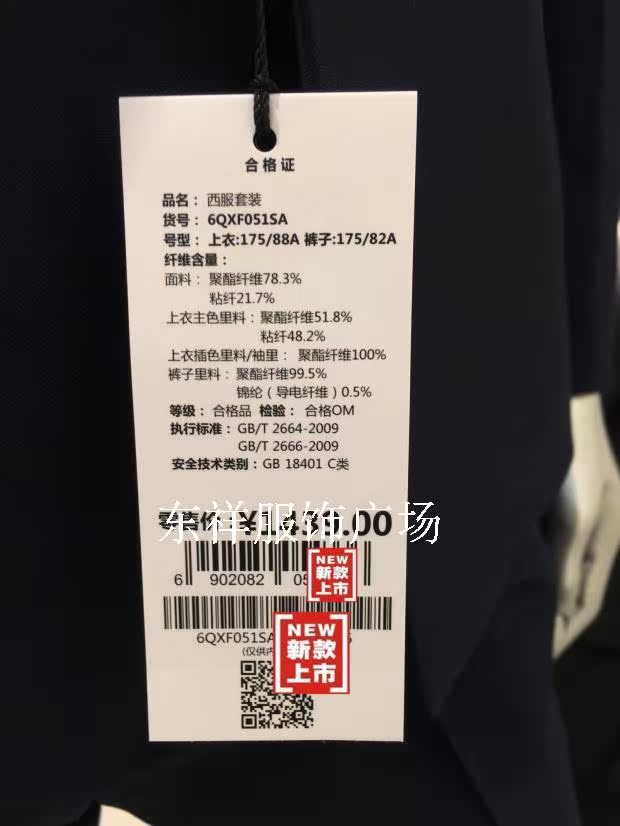 合格证
品名： 西服套装
货号： 6QXF051SA
号型： 上衣:175/88A 裤子:175/82A
纤维含量：
面料： 聚酯纤维78.3%
粘纤21.7%
上衣主色里料：聚酯纤维51.8%
粘纤48.2%
上衣插色里料/袖里： 聚酯纤维100%
裤子里料： 聚酯纤维99.5%
锦纶（导电纤维）0.5%
等级： 合格品 检验： 合格OM
执行标准： GB/T 2664-2009
GB/T 2666-2009
安全技术类别：GB 18401 C类
零售价
东祥服饰广场
6 902082
NEW
新款
上市
6QXF051SA
NEW
新款
上市